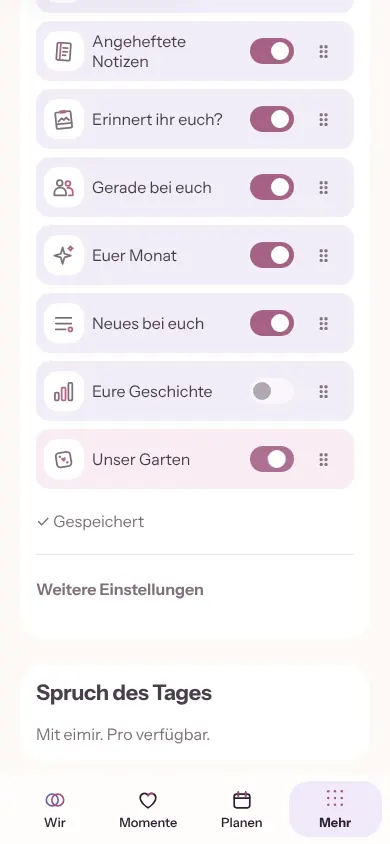 Angeheftete
Notizen
Erinnert ihr euch?
Gerade bei euch
Euer Monat
Neues bei euch
Eure Geschichte
Unser Garten
✓ Gespeichert
Weitere Einstellungen
Spruch des Tages
Mit eimir. Pro verfügbar.
Wir
Momente
Planen
Mehr